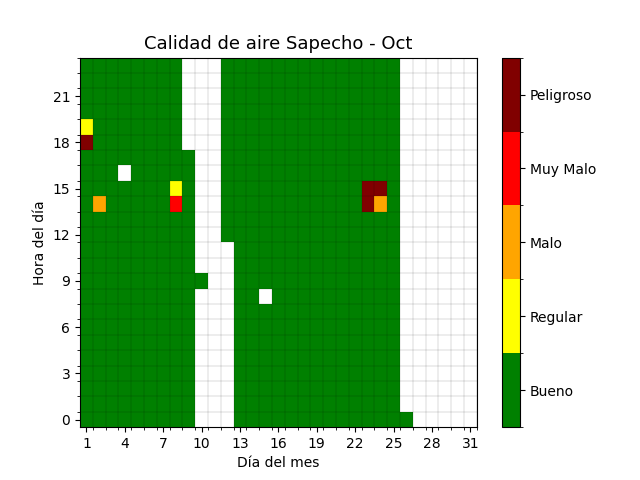 Calidad de aire Sapecho - Oct
Hora del día
21
18
15
12
9
6
3
0
1 4 7 10 13 16 19 22 25 28 31
Día del mes
Peligroso
Muy Malo
Malo
Regular
Bueno